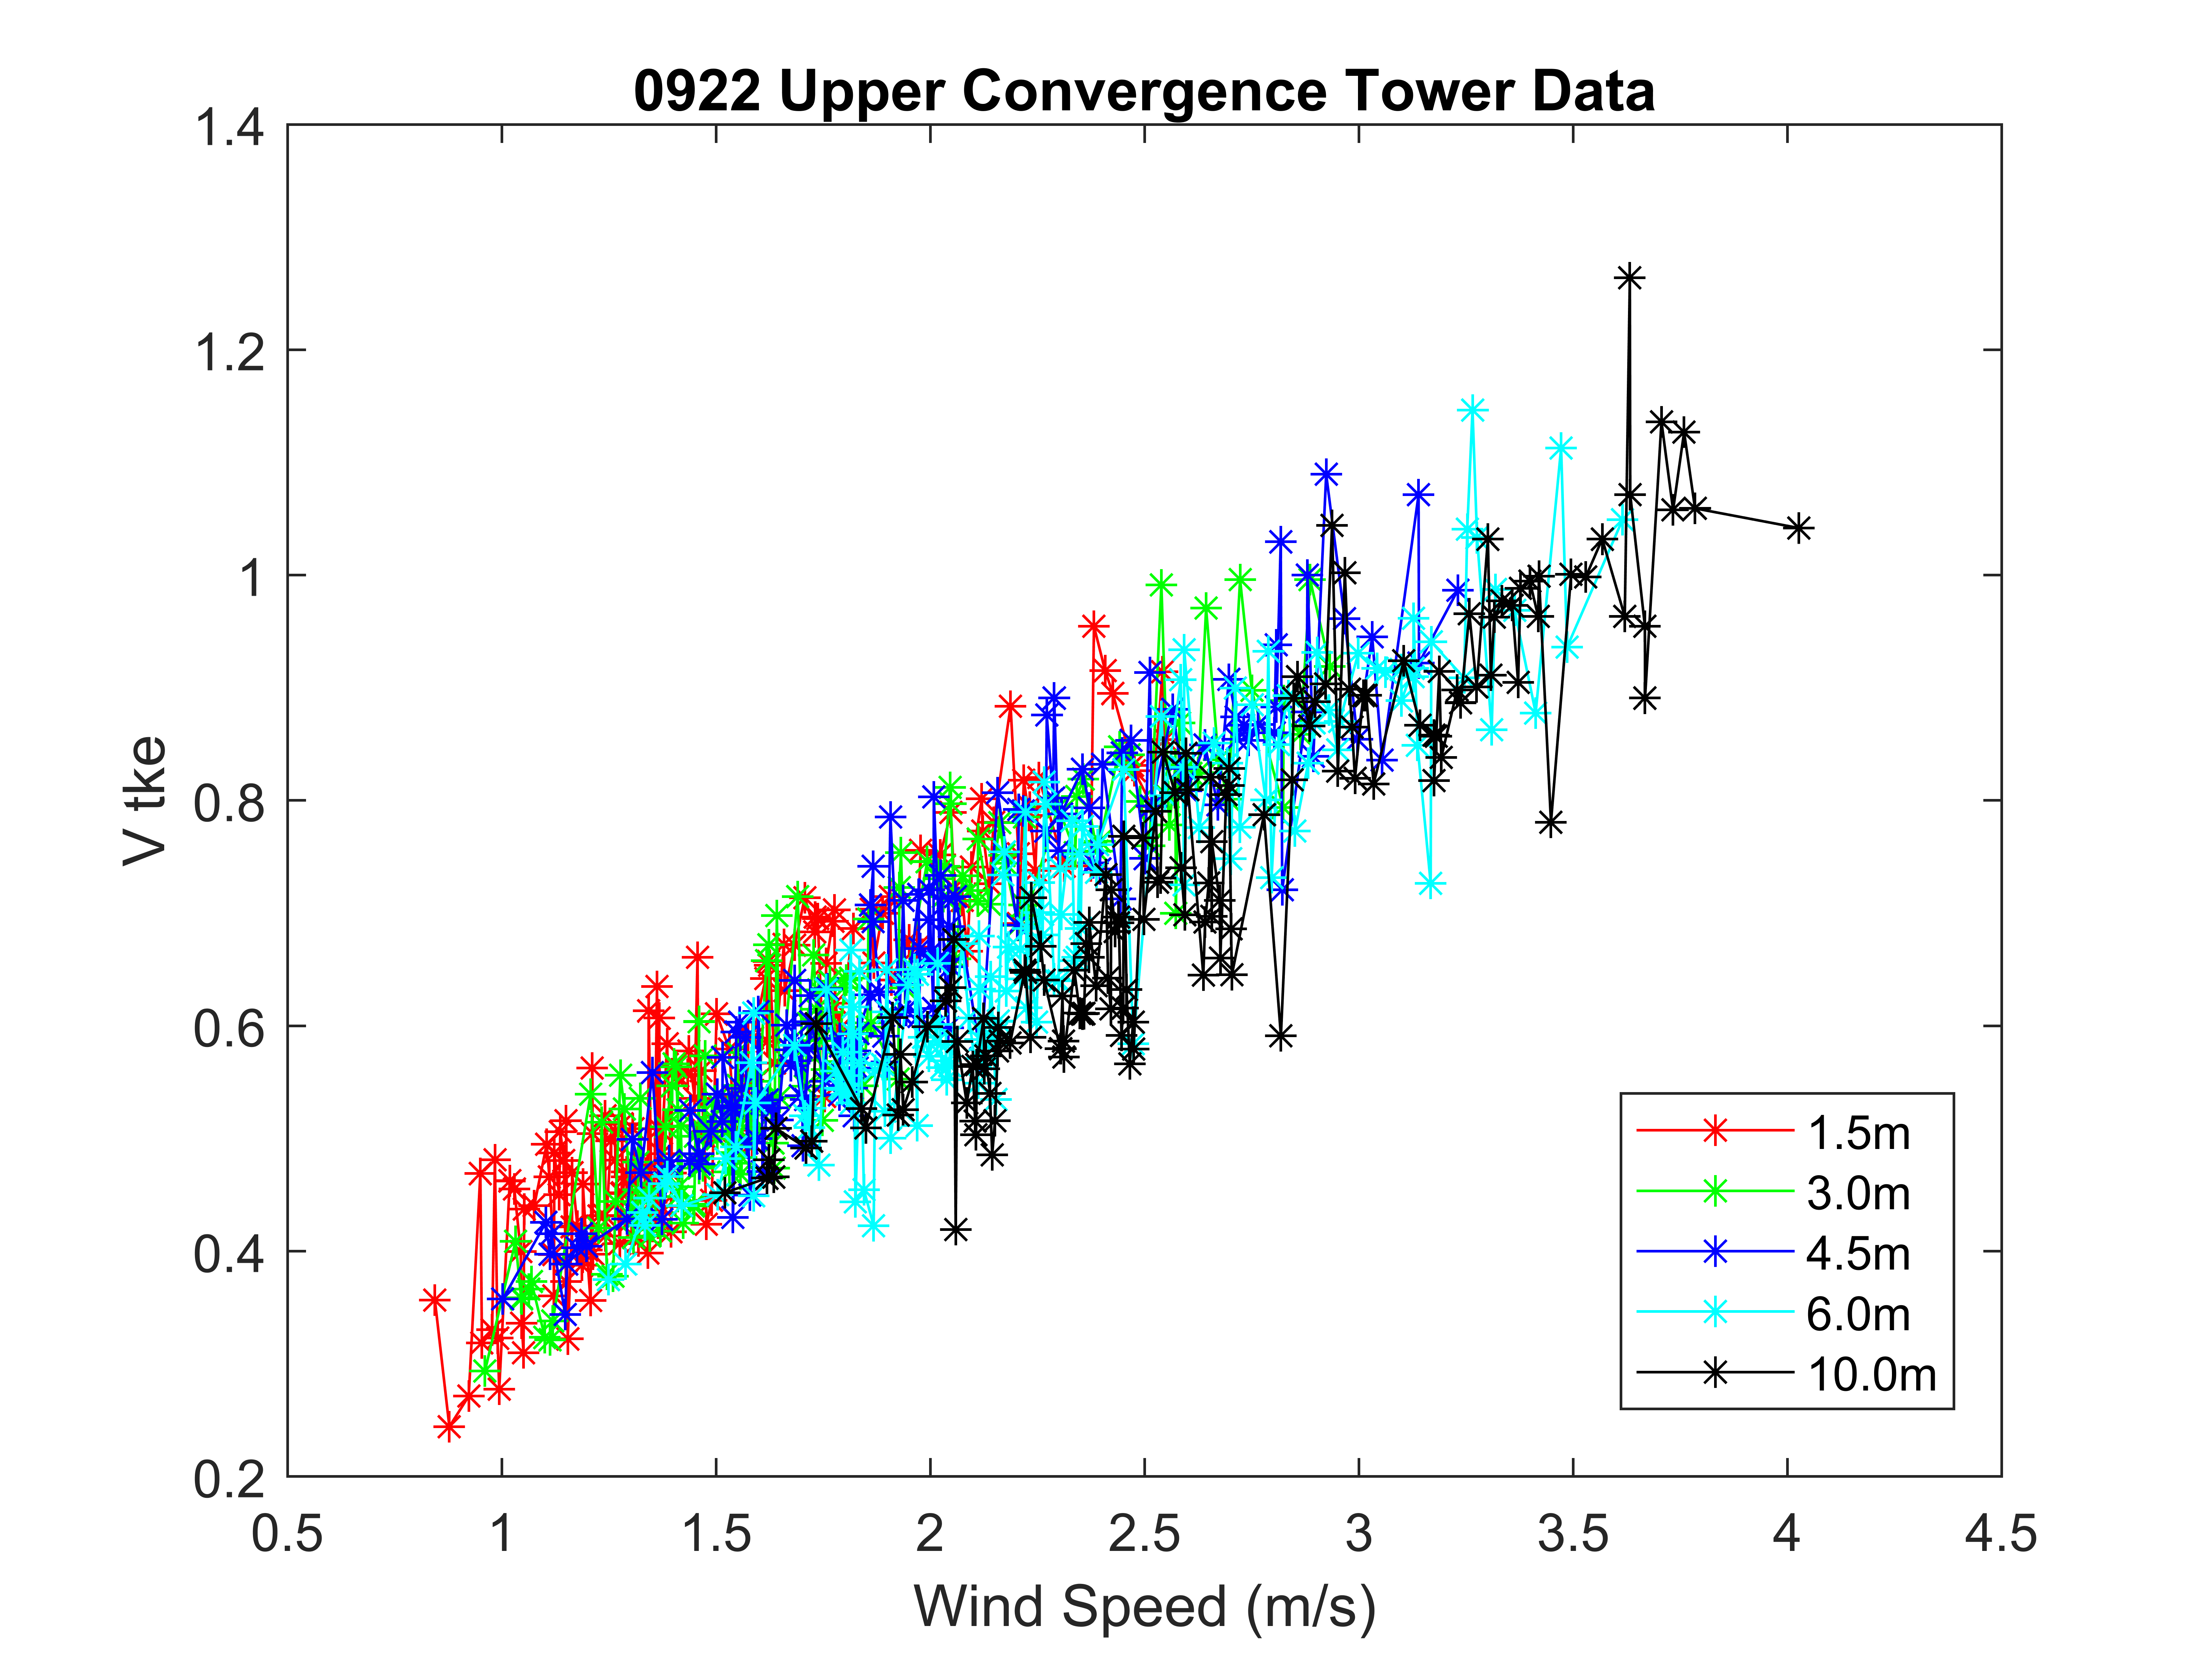 0922 Upper Convergence Tower Data
1.4
1.2
1
0.8
0.6
0.4
0.2
V tke
0.5 1 1.5 2 2.5 3 3.5 4 4.5
Wind Speed (m/s)
1.5m
3.0m
4.5m
6.0m
10.0m